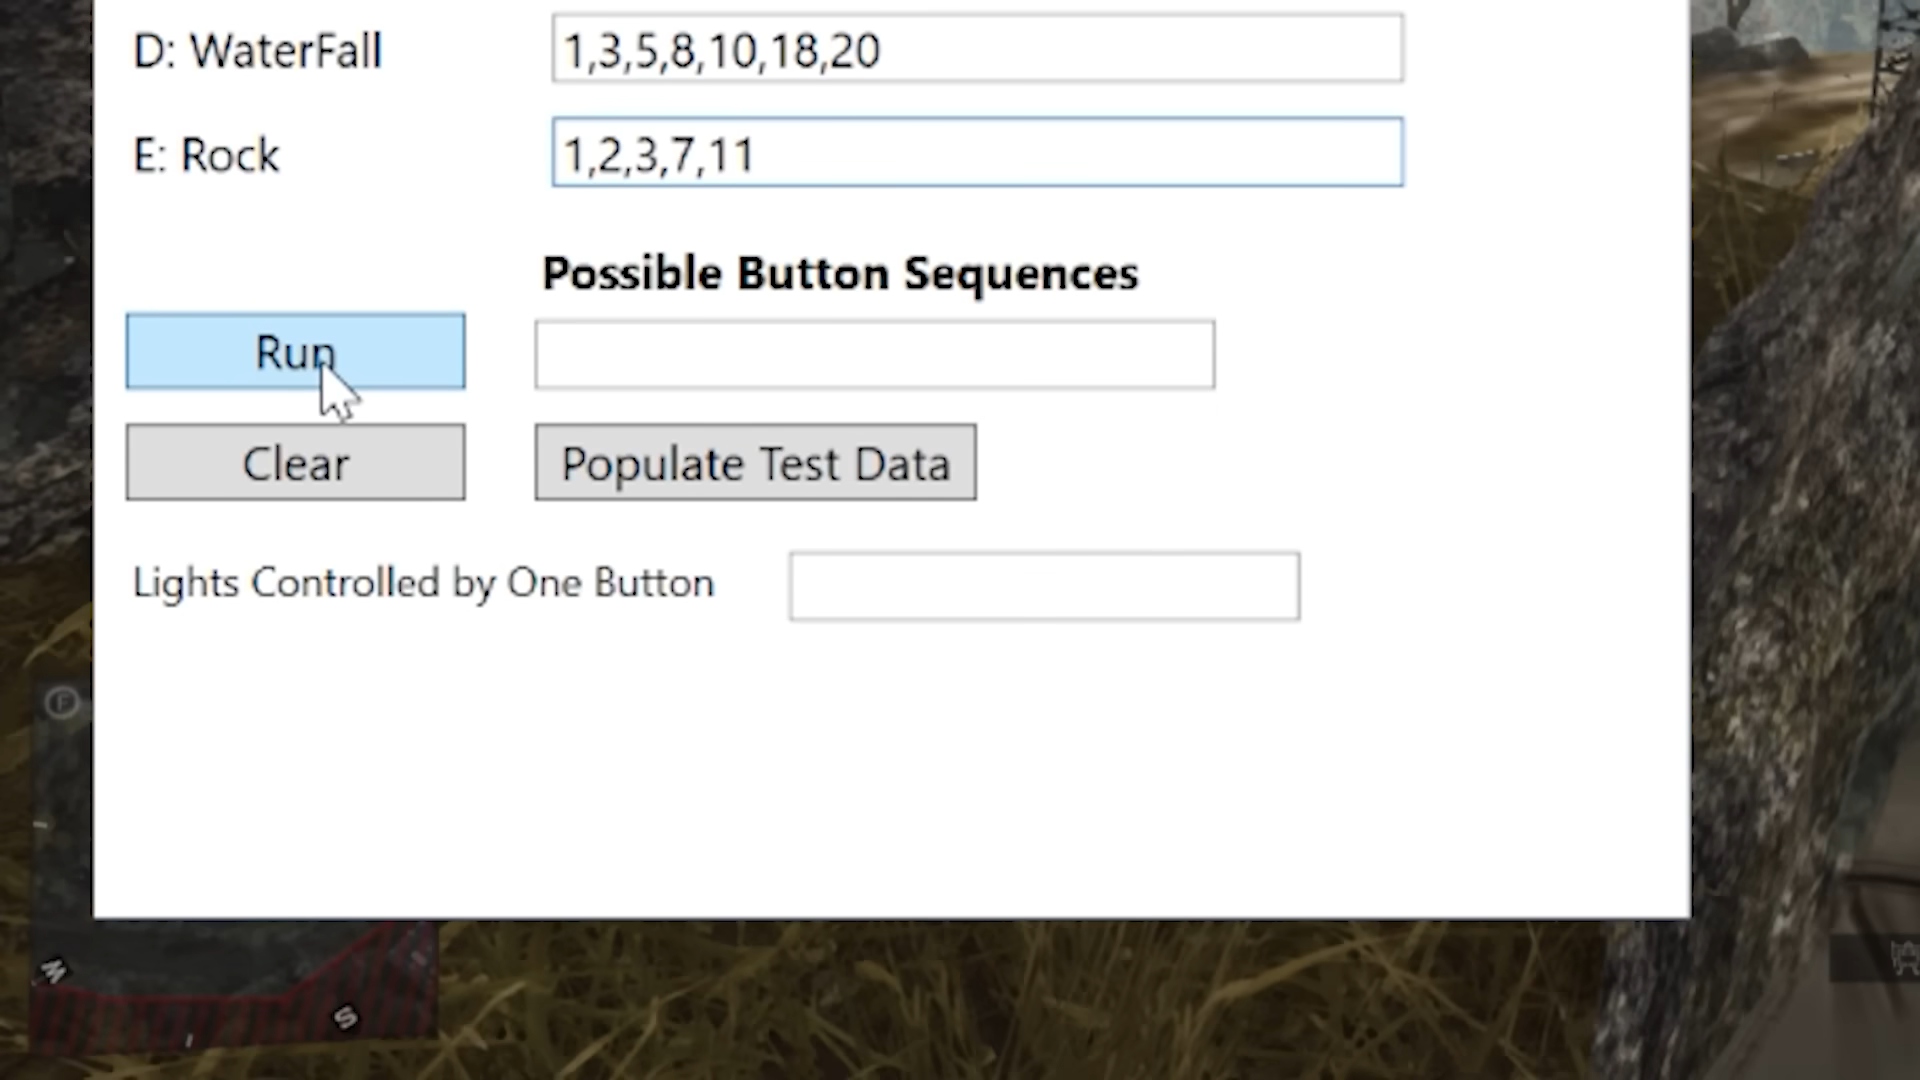 D: WaterFall 1,3,5,8,10,18,20
E: Rock 1,2,3,7,11
Possible Button Sequences
Run
Clear Populate Test Data
Lights Controlled by One Button
F
W
S